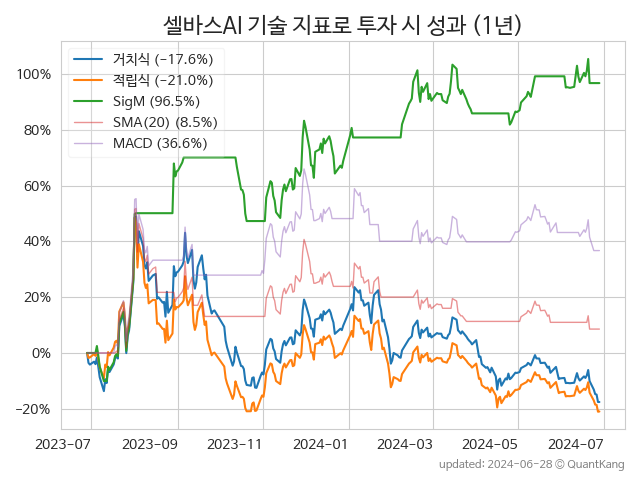 셀바스AI 기술 지표로 투자 시 성과 (1년)
거치식 (−17.6%)
적립식 (−21.0%)
SigM (96.5%)
SMA(20) (8.5%)
MACD (36.6%)
100%
80%
60%
40%
20%
0%
−20%
2023-07 2023-09 2023-11 2024-01 2024-03 2024-05 2024-07
updated: 2024-06-28 © QuantKang